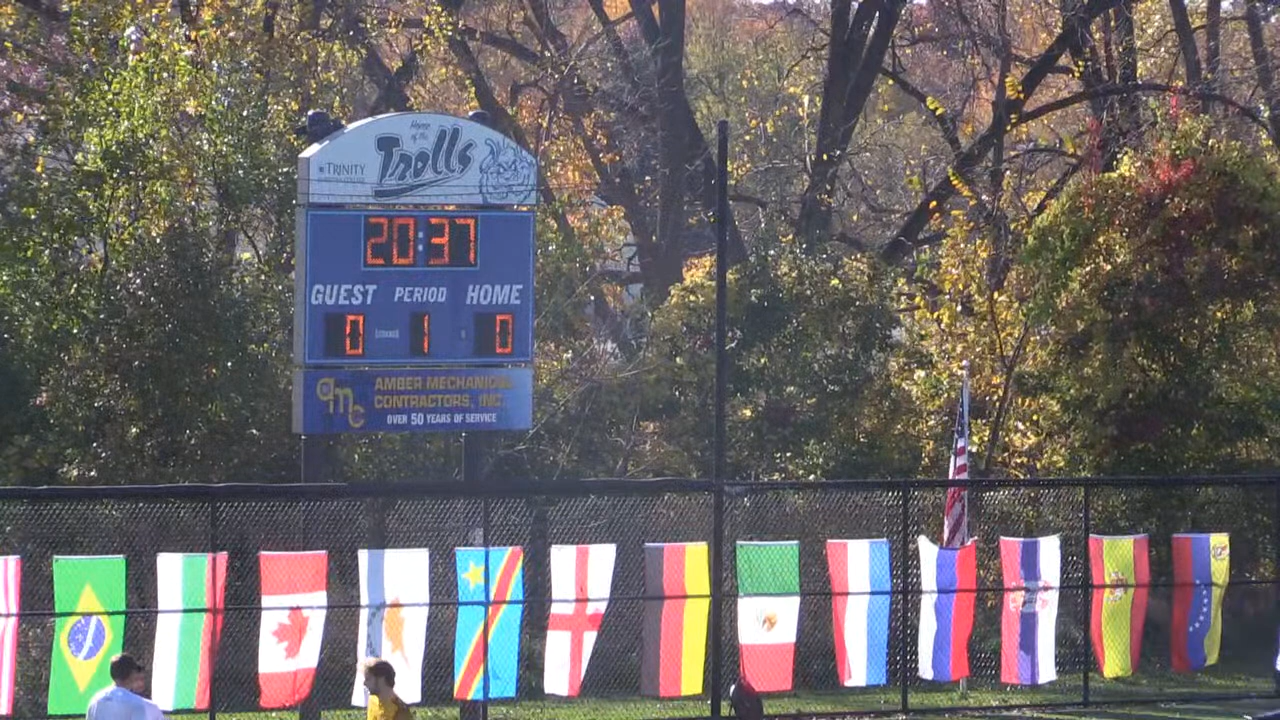 Home
of the
Trolls
TRINITY
20:37
GUEST PERIOD HOME
0 1 0
amc
AMBER MECHANICAL
CONTRACTORS, INC.
OVER 50 YEARS OF SERVICE